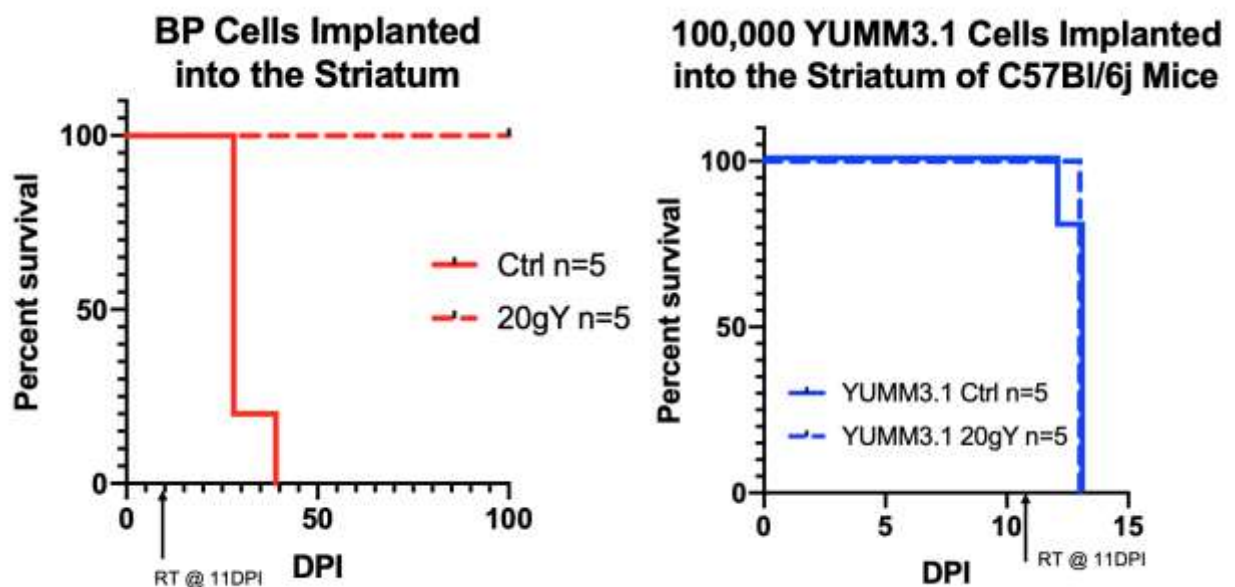 BP Cells Implanted
into the Striatum
Percent survival
100
50
0
0 50 100
DPI
RT @ 11DPI
Ctrl n=5
20gY n=5
100,000 YUMM3.1 Cells Implanted
into the Striatum of C57Bl/6j Mice
Percent survival
100
50
0
0 5 10 15
DPI
RT @ 11DPI
YUMM3.1 Ctrl n=5
YUMM3.1 20gY n=5